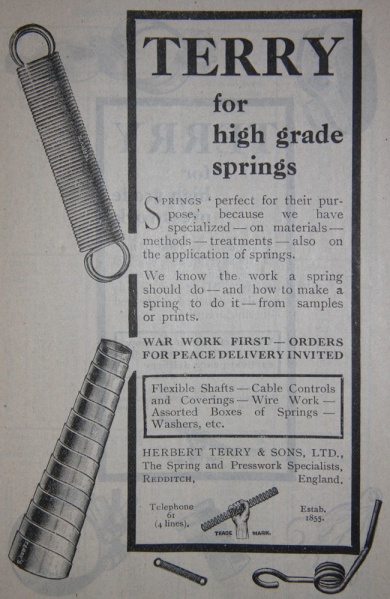 TERRY
for
high grade
springs
SPRINGS 'perfect for their pur-
pose,' because we have
specialized — on materials —
methods — treatments — also on
the application of springs.
We know the work a spring
should do — and how to make a
spring to do it — from samples
or prints.
WAR WORK FIRST — ORDERS
FOR PEACE DELIVERY INVITED
Flexible Shafts — Cable Controls
and Coverings — Wire Work —
Assorted Boxes of Springs —
Washers, etc.
HERBERT TERRY & SONS, LTD.,
The Spring and Presswork Specialists,
REDDITCH, England.
Telephone
61
(4 lines).
TRADE MARK.
Estab.
1855.